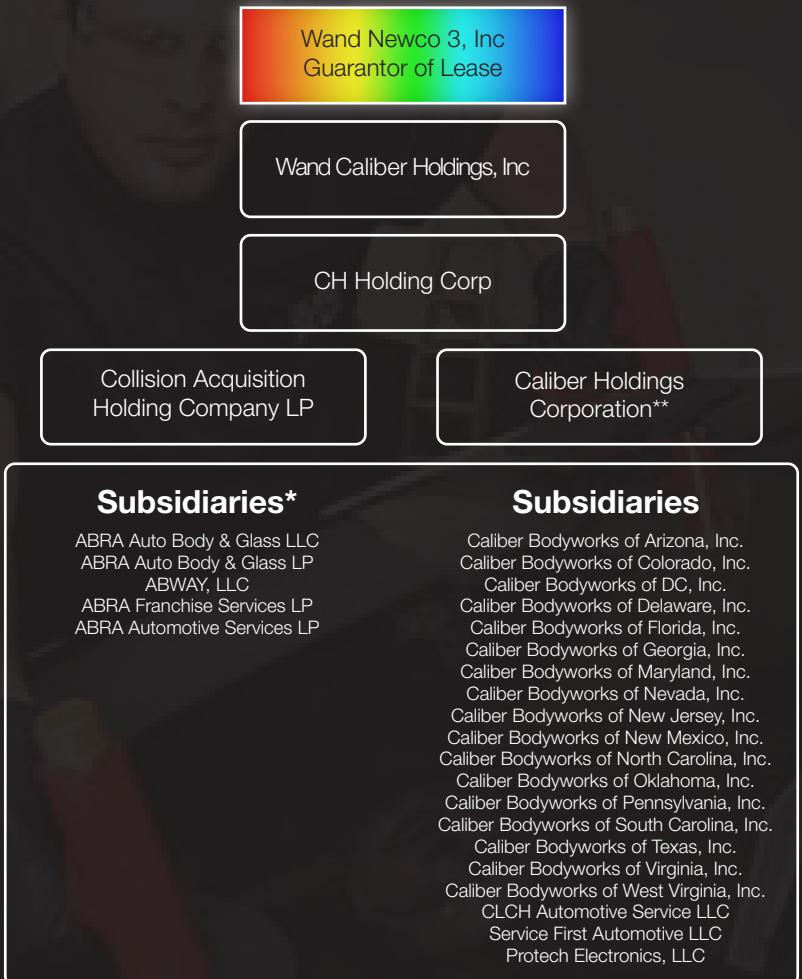 Wand Newco 3, Inc
Guarantor of Lease
Wand Caliber Holdings, Inc
CH Holding Corp
Collision Acquisition
Holding Company LP
Caliber Holdings
Corporation**
Subsidiaries*
ABRA Auto Body & Glass LLC
ABRA Auto Body & Glass LP
ABWAY, LLC
ABRA Franchise Services LP
ABRA Automotive Services LP
Subsidiaries
Caliber Bodyworks of Arizona, Inc.
Caliber Bodyworks of Colorado, Inc.
Caliber Bodyworks of DC, Inc.
Caliber Bodyworks of Delaware, Inc.
Caliber Bodyworks of Florida, Inc.
Caliber Bodyworks of Georgia, Inc.
Caliber Bodyworks of Maryland, Inc.
Caliber Bodyworks of Nevada, Inc.
Caliber Bodyworks of New Jersey, Inc.
Caliber Bodyworks of New Mexico, Inc.
Caliber Bodyworks of North Carolina, Inc.
Caliber Bodyworks of Oklahoma, Inc.
Caliber Bodyworks of Pennsylvania, Inc.
Caliber Bodyworks of South Carolina, Inc.
Caliber Bodyworks of Texas, Inc.
Caliber Bodyworks of Virginia, Inc.
Caliber Bodyworks of West Virginia, Inc.
CLCH Automotive Service LLC
Service First Automotive LLC
Protech Electronics, LLC